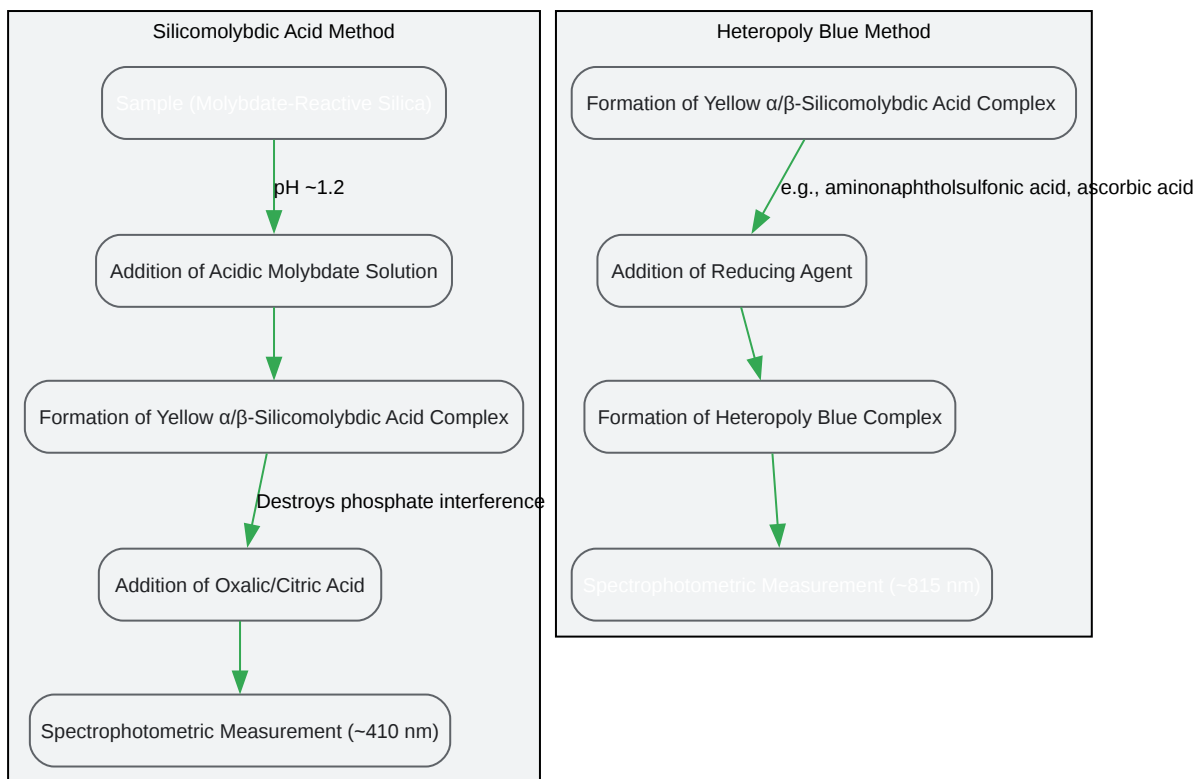 Silicomolybdic Acid Method
Sample (Molybdate-Reactive Silica)
pH ~1.2
Addition of Acidic Molybdate Solution
Formation of Yellow α/β-Silicomolybdic Acid Complex
Destroys phosphate interference
Addition of Oxalic/Citric Acid
Spectrophotometric Measurement (~410 nm)
Heteropoly Blue Method
Formation of Yellow α/β-Silicomolybdic Acid Complex
e.g., aminonaphtholsulfonic acid, ascorbic acid
Addition of Reducing Agent
Formation of Heteropoly Blue Complex
Spectrophotometric Measurement (~815 nm)